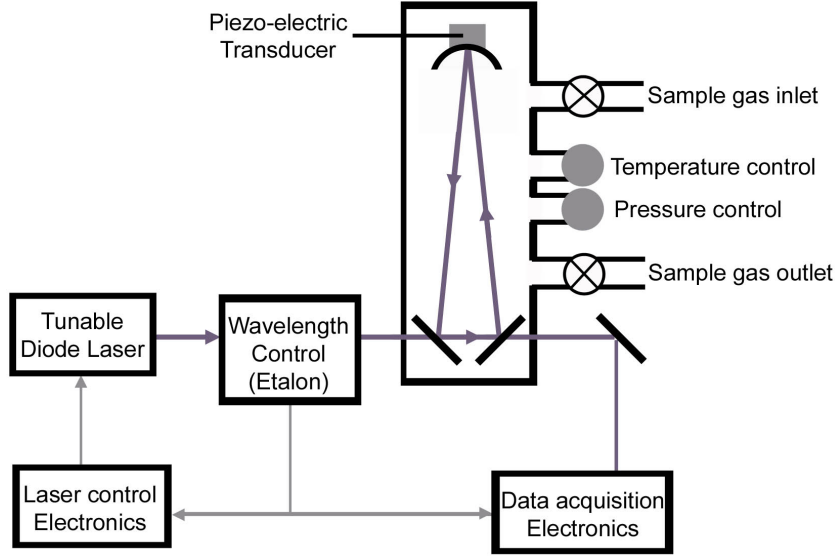 Piezo-electric
Transducer
Sample gas inlet
Temperature control
Pressure control
Sample gas outlet
Tunable
Diode Laser
Wavelength
Control
(Etalon)
Laser control
Electronics
Data acquisition
Electronics